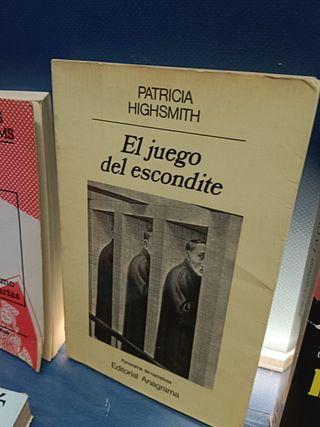 PATRICIA
HIGHSMITH
El juego
del escondite
Panorama de narrativas
Editorial Anagrama